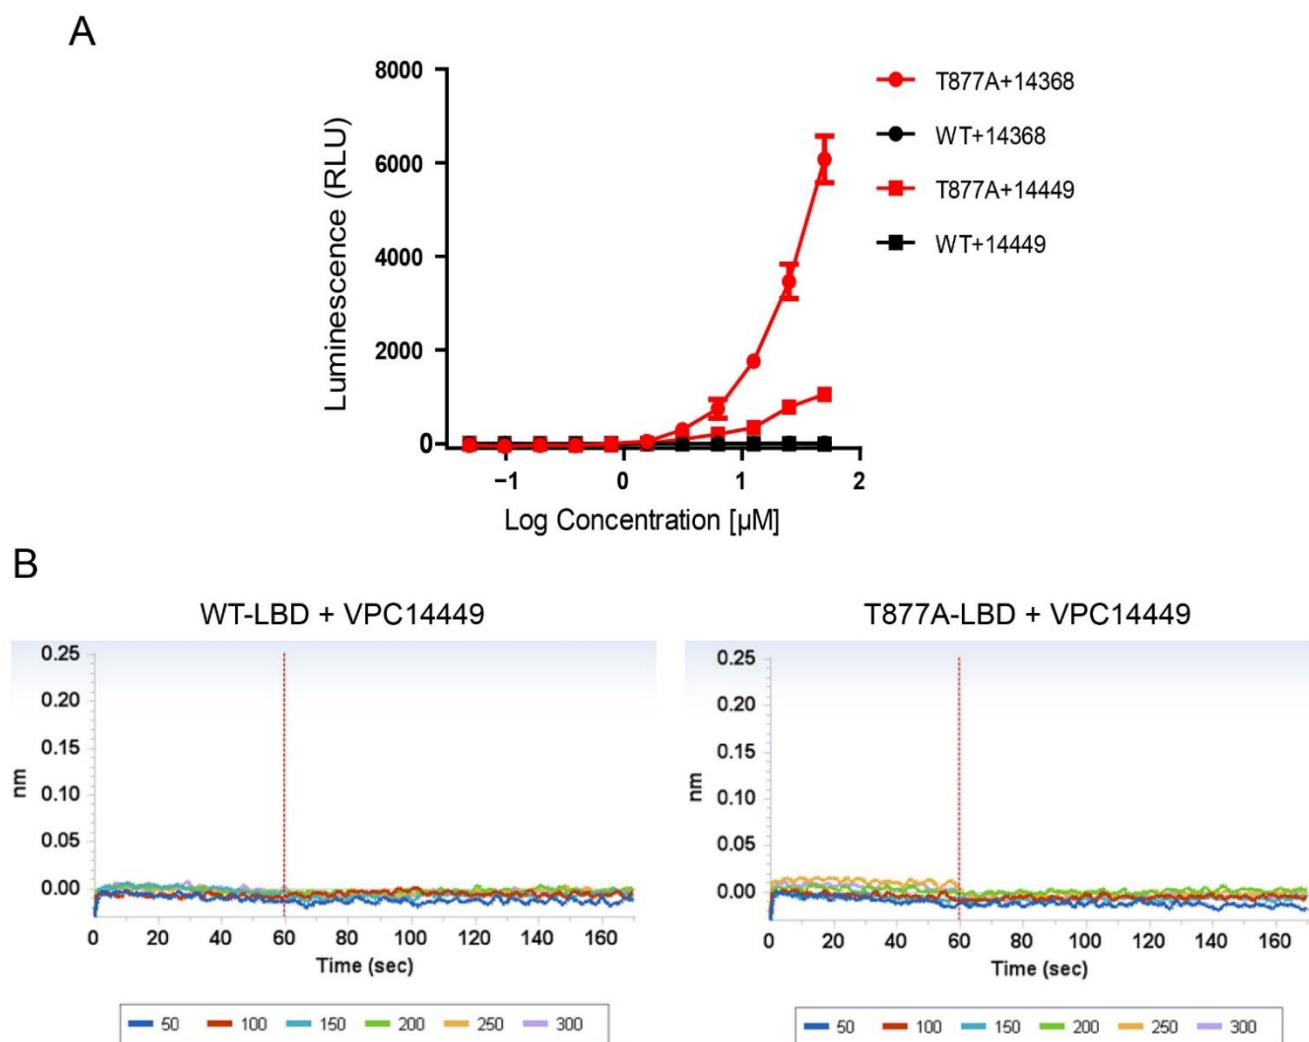 A
8000
6000
4000
2000
0
Luminescence (RLU)
−1
0
1
2
Log Concentration [µM]
T877A+14368
WT+14368
T877A+14449
WT+14449
B
WT-LBD + VPC14449
0.25
0.20
0.15
0.10
0.05
0.00
nm
0 20 40 60 80 100 120 140 160
Time (sec)
50 100 150 200 250 300
T877A-LBD + VPC14449
0.25
0.20
0.15
0.10
0.05
0.00
nm
0 20 40 60 80 100 120 140 160
Time (sec)
50 100 150 200 250 300